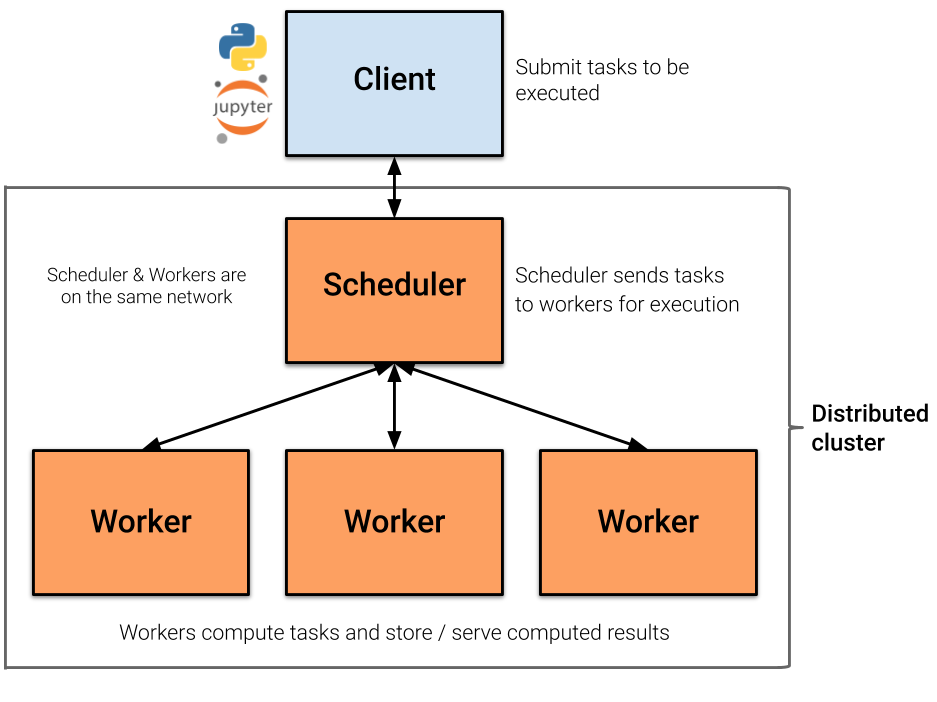 Client
Submit tasks to be
executed
jupyter
Scheduler & Workers are
on the same network
Scheduler
Scheduler sends tasks
to workers for execution
Distributed
cluster
Worker
Worker
Worker
Workers compute tasks and store / serve computed results